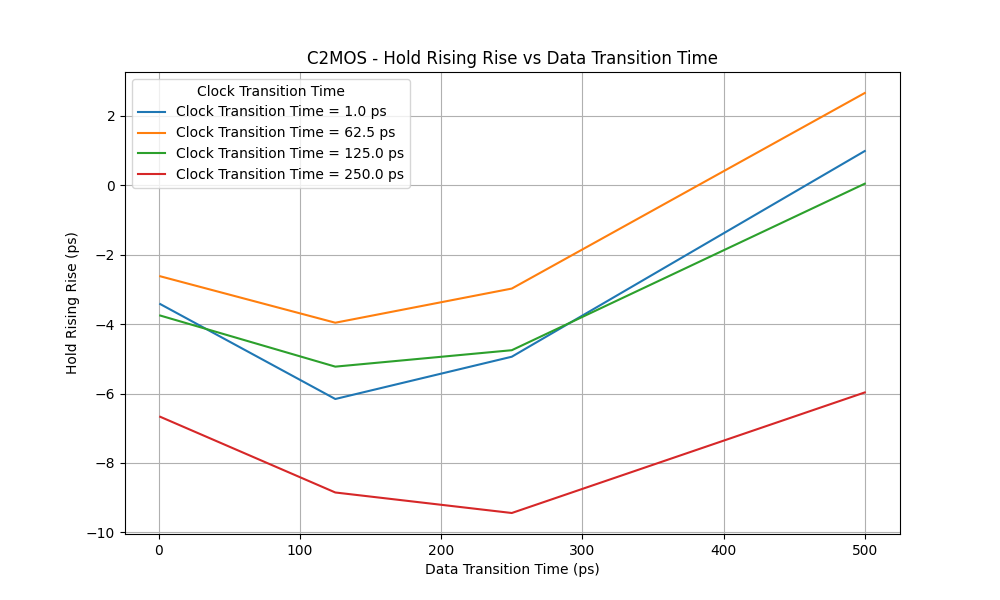 C2MOS - Hold Rising Rise vs Data Transition Time
Clock Transition Time
Clock Transition Time = 1.0 ps
Clock Transition Time = 62.5 ps
Clock Transition Time = 125.0 ps
Clock Transition Time = 250.0 ps
Hold Rising Rise (ps)
2
0
−2
−4
−6
−8
−10
0 100 200 300 400 500
Data Transition Time (ps)